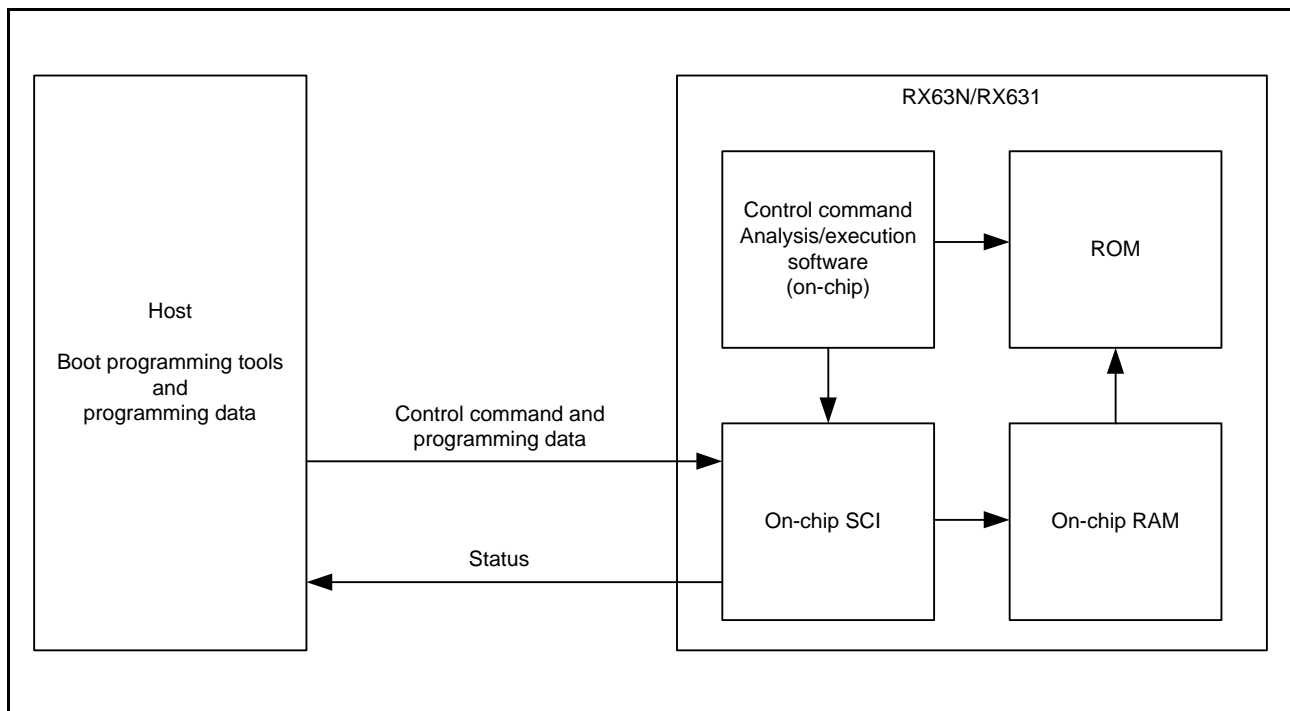 RX63N/RX631
Control command
Analysis/execution
software
(on-chip)
ROM
Host
Boot programming tools
and
programming data
Control command and
programming data
On-chip SCI
On-chip RAM
Status